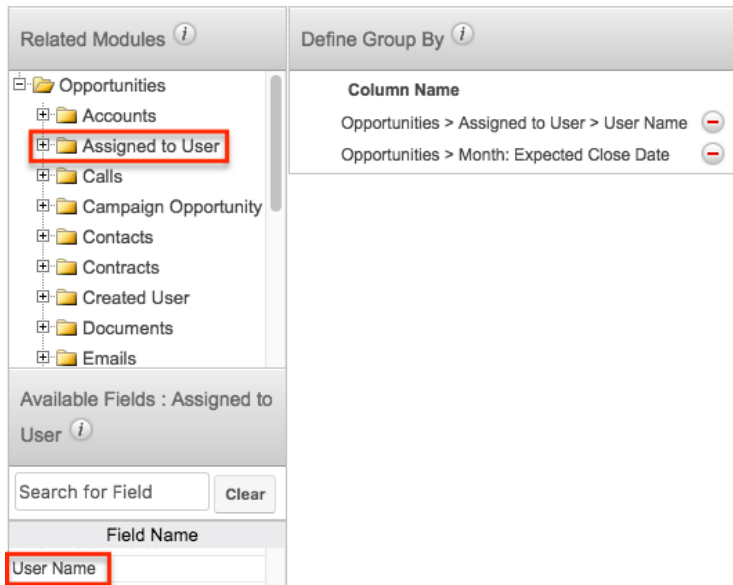 Related Modules i
Opportunities
Accounts
Assigned to User
Calls
Campaign Opportunity
Contacts
Contracts
Created User
Documents
Emails
Available Fields : Assigned to
User i
Search for Field Clear
Field Name
User Name
Define Group By i
Column Name
Opportunities > Assigned to User > User Name
Opportunities > Month: Expected Close Date